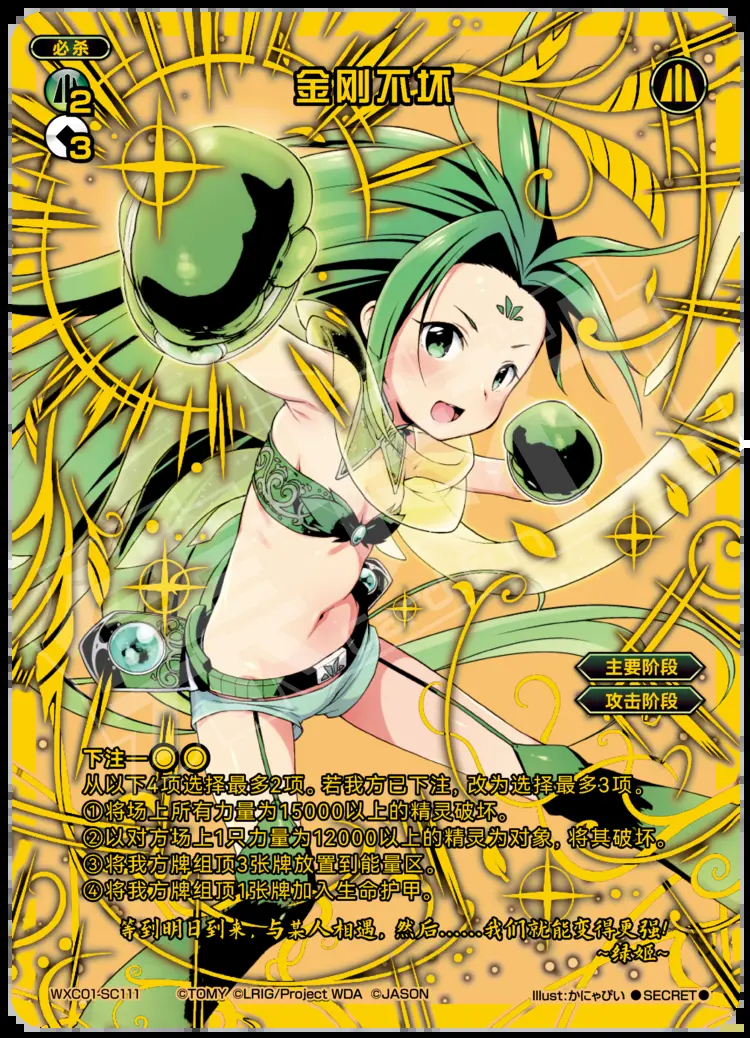 必杀
金刚不坏
2
3
主要阶段
攻击阶段
下注—
从以下4项选择最多2项。若我方已下注，改为选择最多3项。
①将场上所有力量为15000以上的精灵破坏。
②以对方场上1只力量为12000以上的精灵为对象，将其破坏。
③将我方牌组顶3张牌放置到能量区。
④将我方牌组顶1张牌加入生命护甲。
等到明日到来，与某人相遇，然后……我们就能变得更强！
~绿姬~
WXC01-SC111 ©TOMY ©LRIG/Project WDA ©JASON Illust:かにゃぴい ●SECRET●